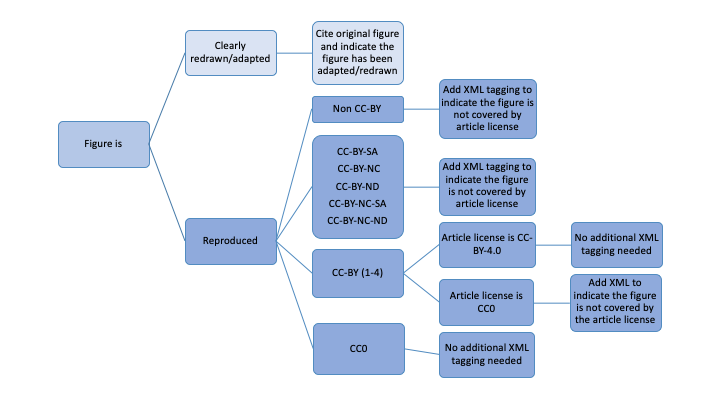 Figure is
Clearly
redrawn/adapted
Cite original figure
and indicate the
figure has been
adapted/redrawn
Reproduced
Non CC-BY
Add XML tagging to
indicate the figure is
not covered by
article license
CC-BY-SA
CC-BY-NC
CC-BY-ND
CC-BY-NC-SA
CC-BY-NC-ND
Add XML tagging to
indicate the figure
is not covered by
article license
CC-BY (1-4)
Article license is CC-
BY-4.0
No additional XML
tagging needed
Article license is
CC0
Add XML to
indicate the figure
is not covered by
the article license
CC0
No additional XML
tagging needed